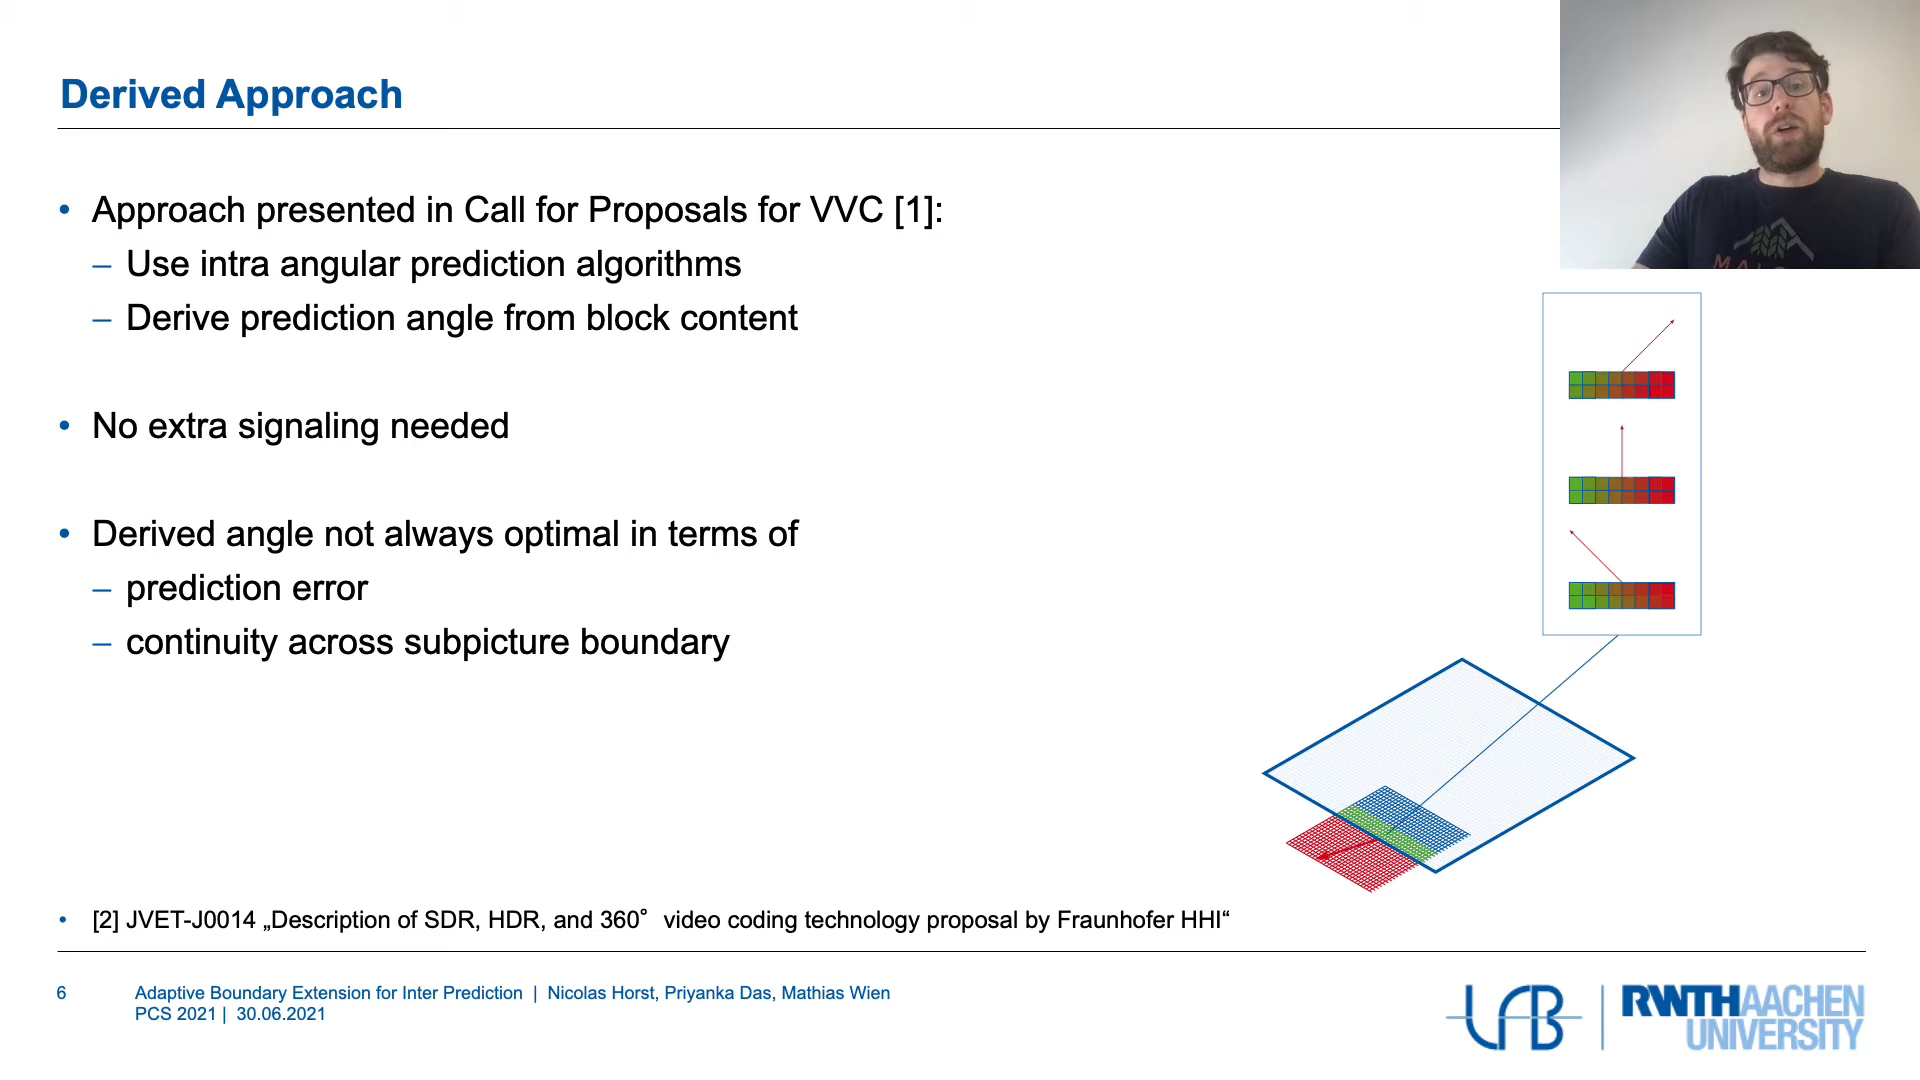 Derived Approach
• Approach presented in Call for Proposals for VVC [1]:
– Use intra angular prediction algorithms
– Derive prediction angle from block content
• No extra signaling needed
• Derived angle not always optimal in terms of
– prediction error
– continuity across subpicture boundary
• [2] JVET-J0014 „Description of SDR, HDR, and 360° video coding technology proposal by Fraunhofer HHI“
6 Adaptive Boundary Extension for Inter Prediction | Nicolas Horst, Priyanka Das, Mathias Wien
PCS 2021 | 30.06.2021
RWTH AACHEN
UNIVERSITY